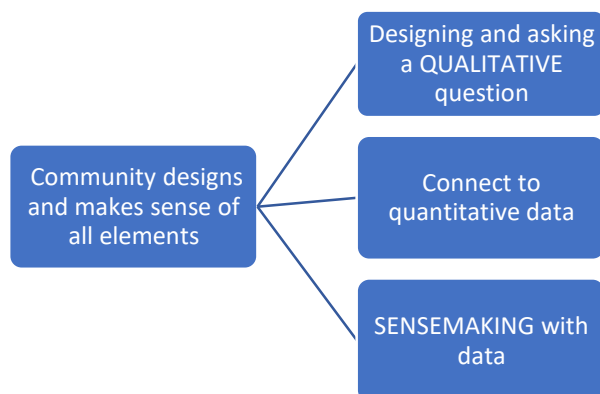 Community designs
and makes sense of
all elements
Designing and asking
a QUALITATIVE
question
Connect to
quantitative data
SENSEMAKING with
data